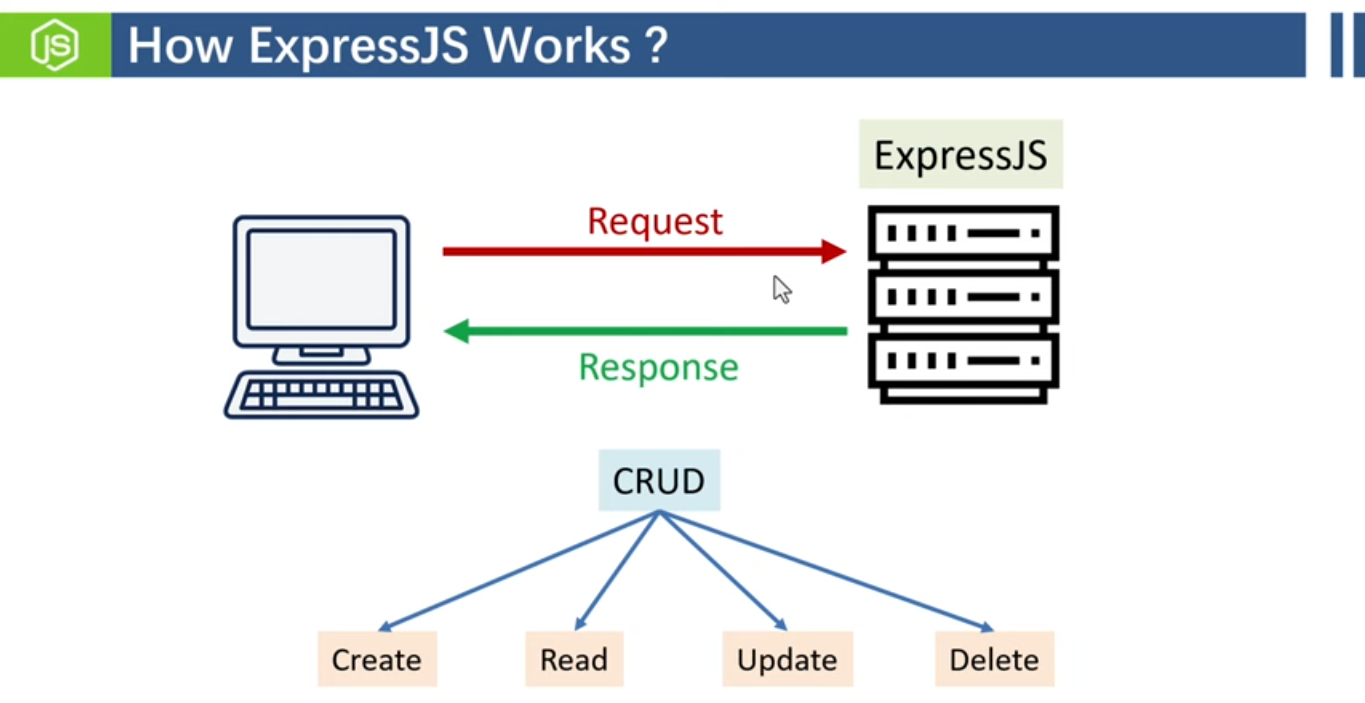 JS
How ExpressJS Works ?
ExpressJS
Request
Response
CRUD
Create
Read
Update
Delete